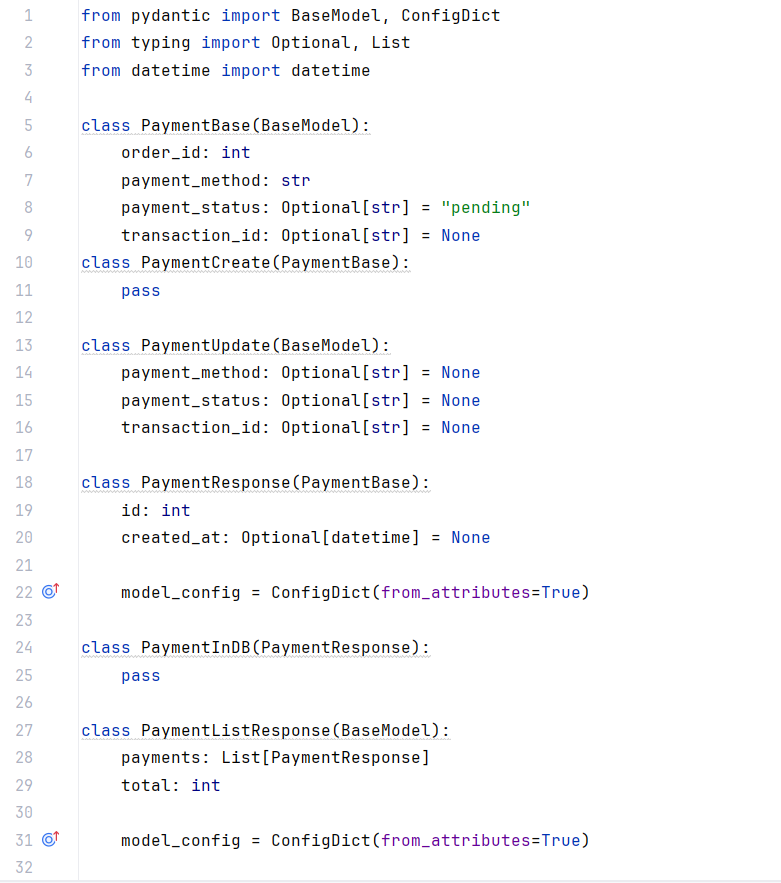 1 from pydantic import BaseModel, ConfigDict
2 from typing import Optional, List
3 from datetime import datetime
4
5 class PaymentBase(BaseModel):
6     order_id: int
7     payment_method: str
8     payment_status: Optional[str] = "pending"
9     transaction_id: Optional[str] = None
10 class PaymentCreate(PaymentBase):
11     pass
12
13 class PaymentUpdate(BaseModel):
14     payment_method: Optional[str] = None
15     payment_status: Optional[str] = None
16     transaction_id: Optional[str] = None
17
18 class PaymentResponse(PaymentBase):
19     id: int
20     created_at: Optional[datetime] = None
21
22     model_config = ConfigDict(from_attributes=True)
23
24 class PaymentInDB(PaymentResponse):
25     pass
26
27 class PaymentListResponse(BaseModel):
28     payments: List[PaymentResponse]
29     total: int
30
31     model_config = ConfigDict(from_attributes=True)
32